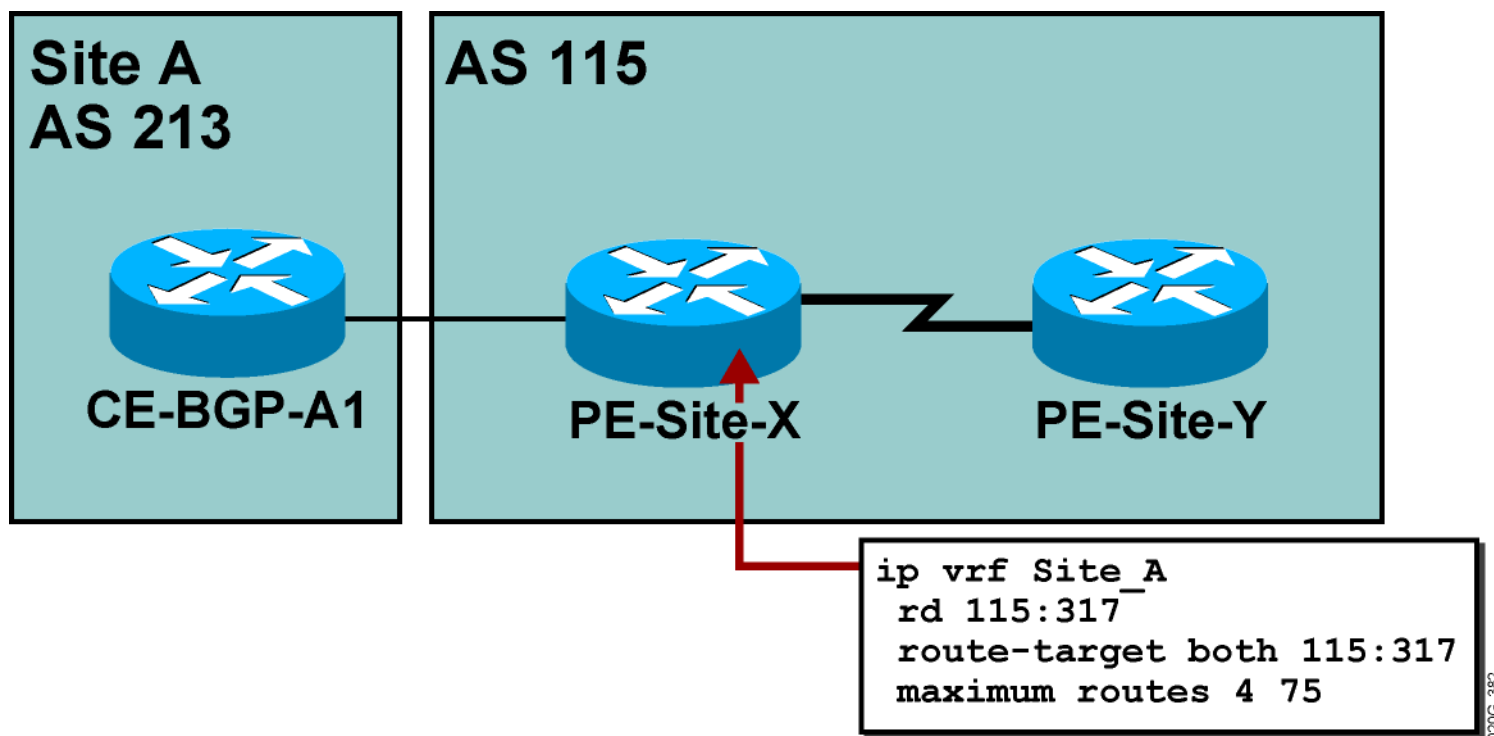 Site A
AS 213
AS 115
CE-BGP-A1
PE-Site-X
PE-Site-Y
ip vrf Site_A
rd 115:317
route-target both 115:317
maximum routes 4 75